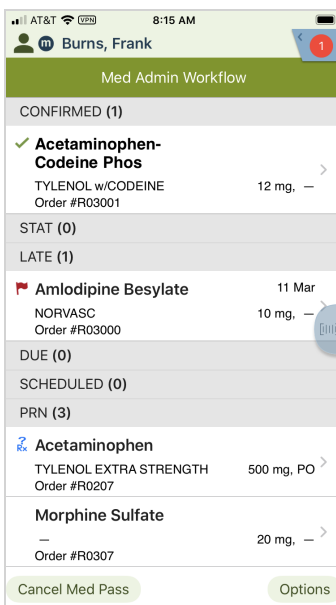 AT&T VPN 8:15 AM
m Burns, Frank 1
Med Admin Workflow
CONFIRMED (1)
Acetaminophen-
Codeine Phos
TYLENOL w/CODEINE 12 mg, —
Order #R03001
STAT (0)
LATE (1)
Amlodipine Besylate 11 Mar
NORVASC 10 mg, —
Order #R03000
DUE (0)
SCHEDULED (0)
PRN (3)
? Rx Acetaminophen
TYLENOL EXTRA STRENGTH 500 mg, PO
Order #R0207
Morphine Sulfate
— 20 mg, —
Order #R0307
Cancel Med Pass Options